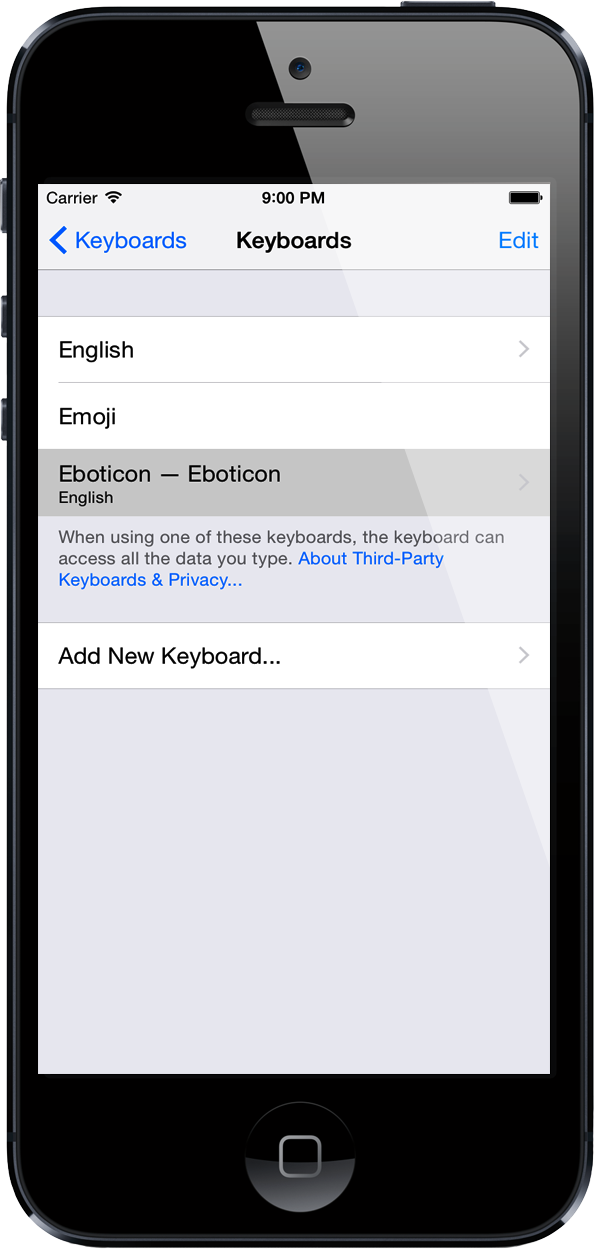 Carrier 9:00 PM
Keyboards Keyboards Edit
English
Emoji
Eboticon — Eboticon
English
When using one of these keyboards, the keyboard can
access all the data you type. About Third-Party
Keyboards & Privacy...
Add New Keyboard...